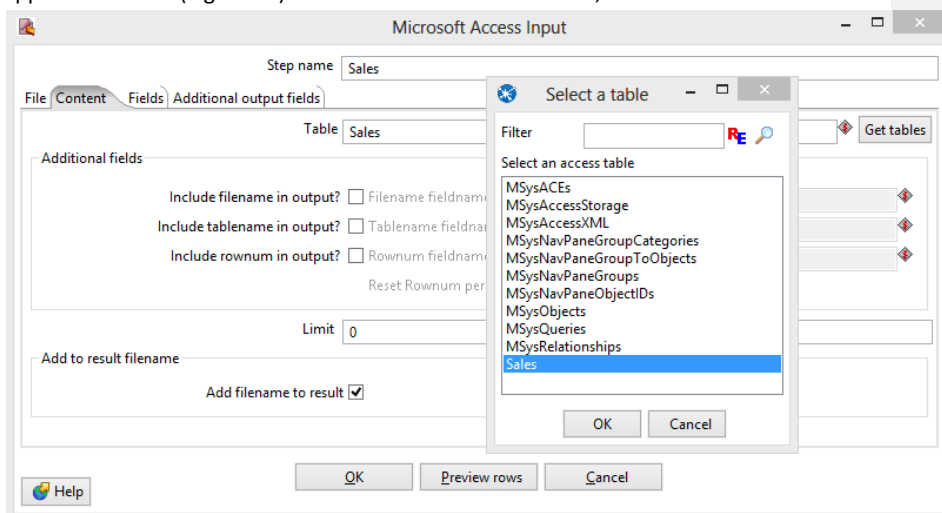 Microsoft Access Input
Step name Sales
File Content Fields Additional output fields
Table Sales Get tables
Additional fields
Include filename in output? Filename fieldname
Include tablename in output? Tablename fieldna
Include rownum in output? Rownum fieldname
Reset Rownum per
Limit 0
Add to result filename
Add filename to result
OK Preview rows Cancel
Help
Select a table
Filter RE
Select an access table
MSysACEs
MSysAccessStorage
MSysAccessXML
MSysNavPaneGroupCategories
MSysNavPaneGroupToObjects
MSysNavPaneGroups
MSysNavPaneObjectIDs
MSysObjects
MSysQueries
MSysRelationships
Sales
OK Cancel